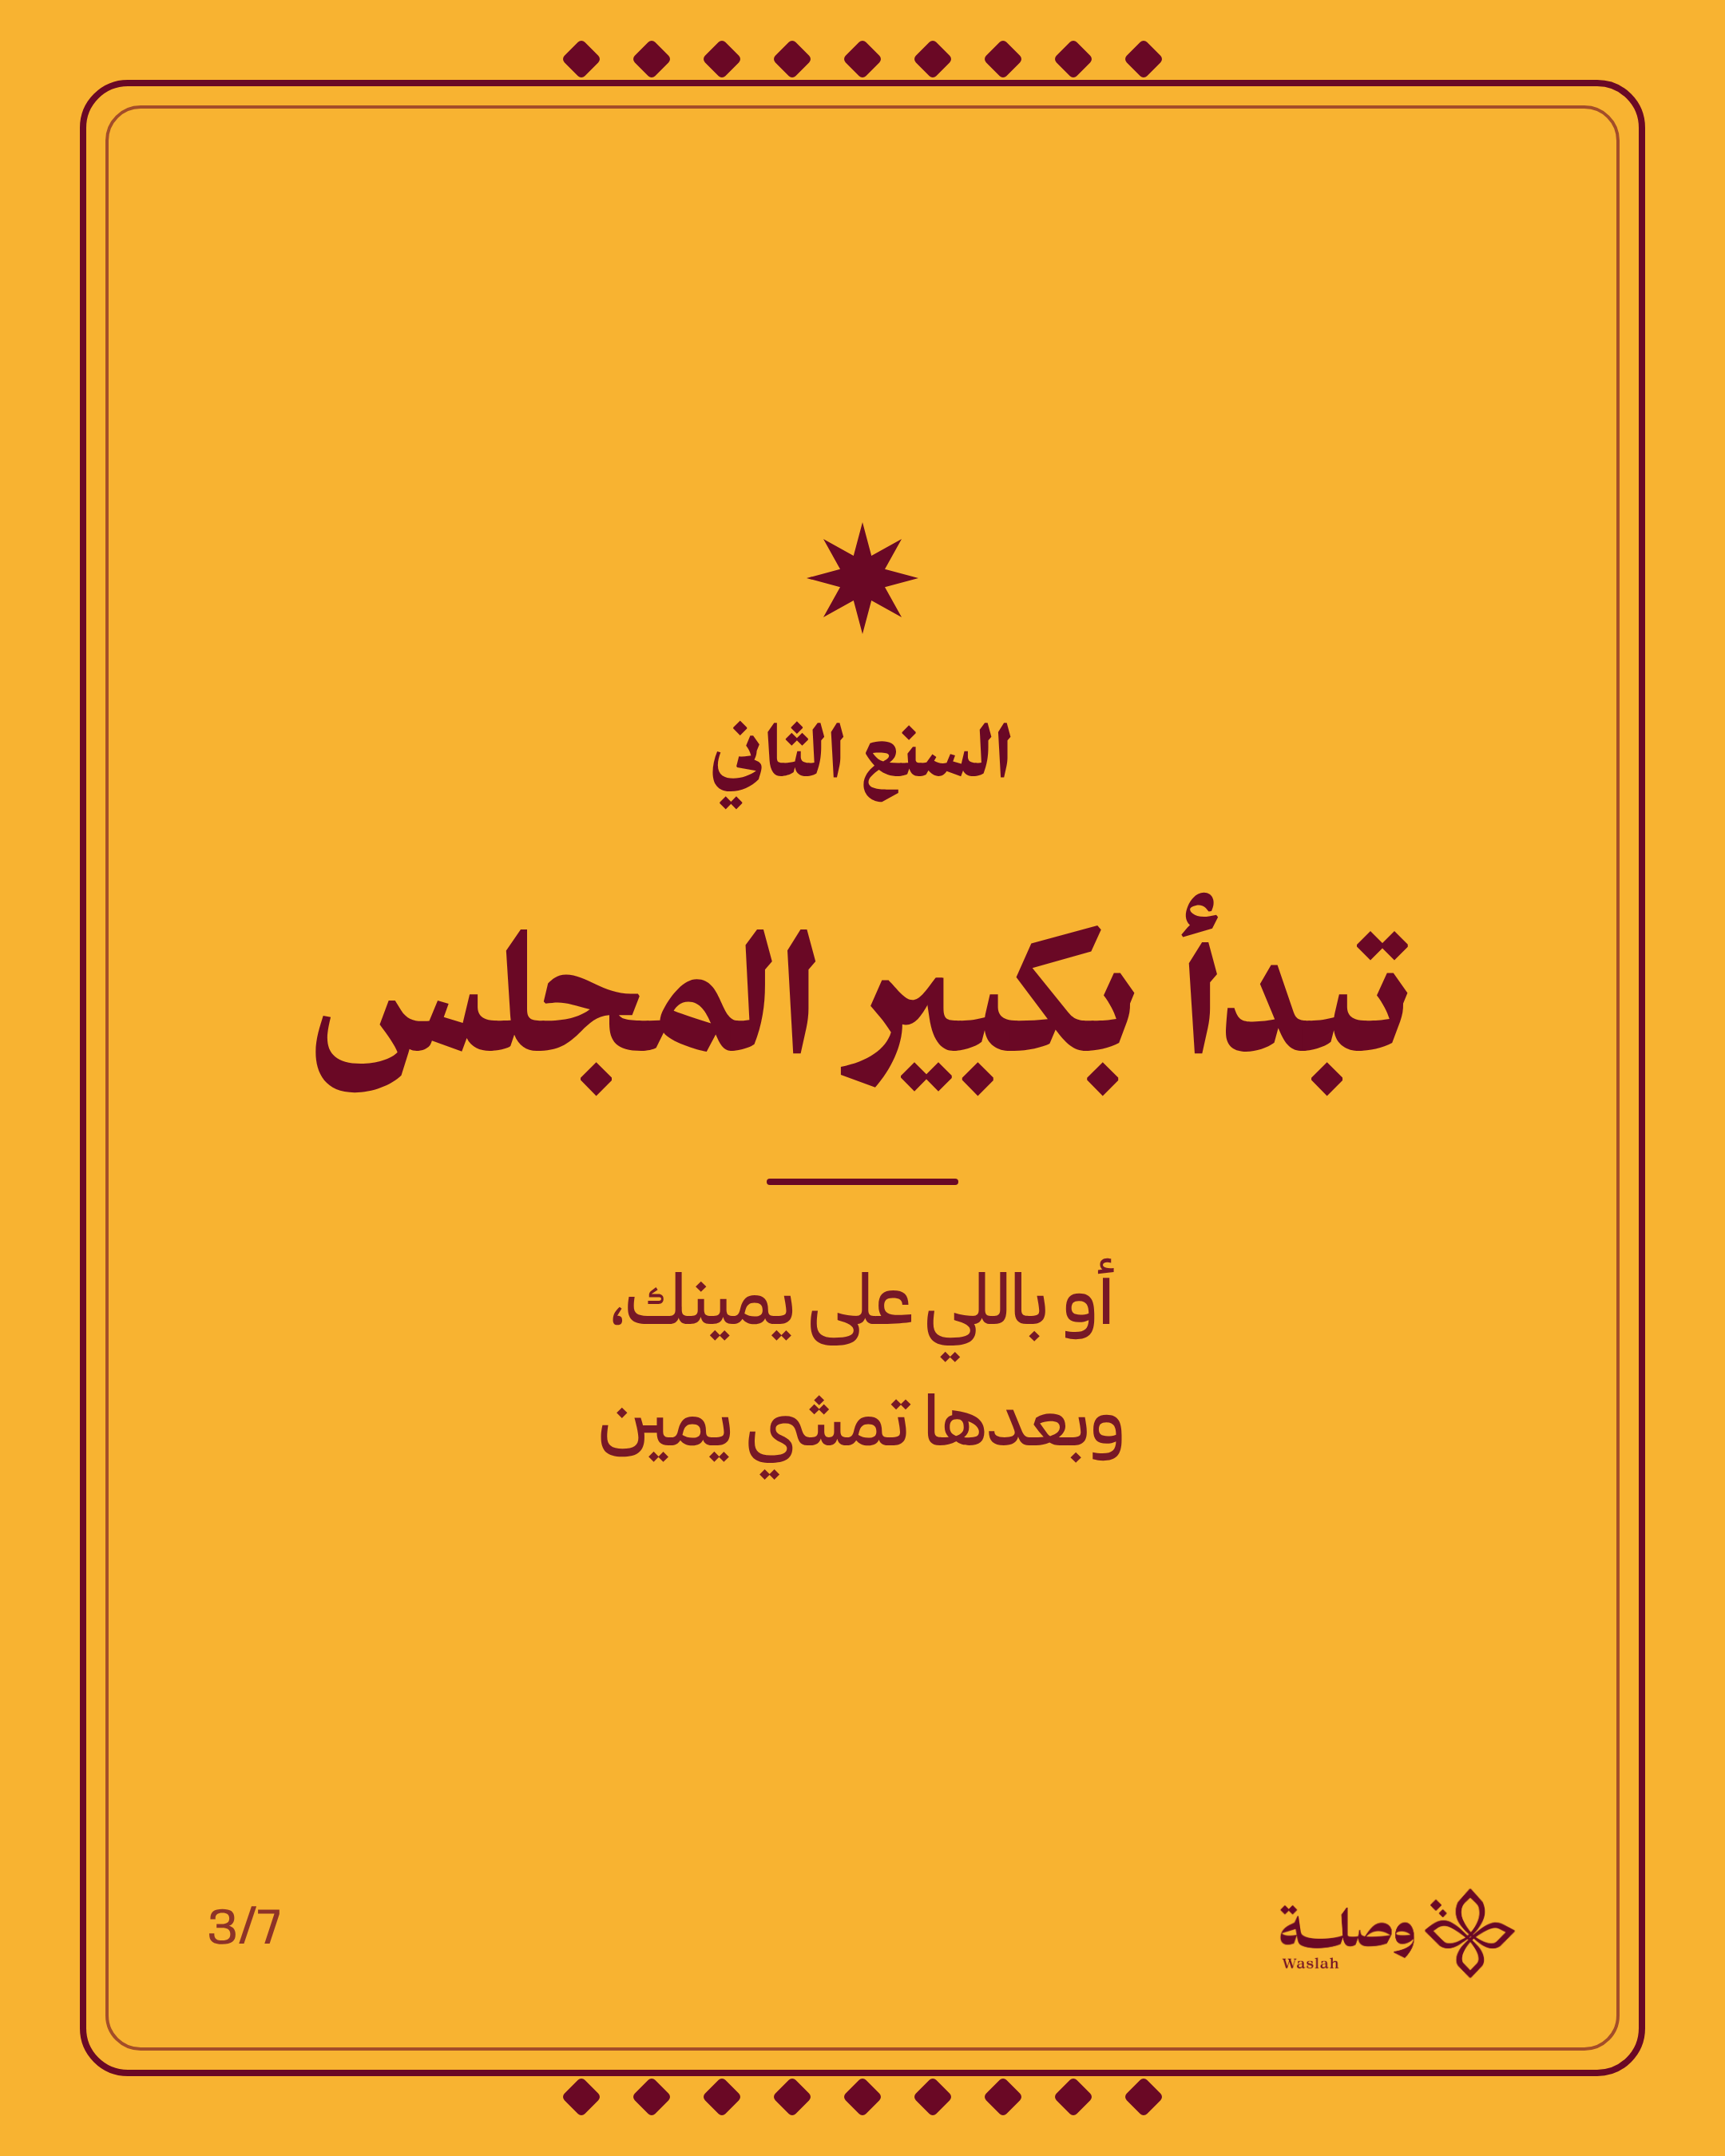 السنع الثاني
تبدأ بكبير المجلس
أو باللي على يمينك،
وبعدها تمشي يمين
3/7
وصلة
Waslah